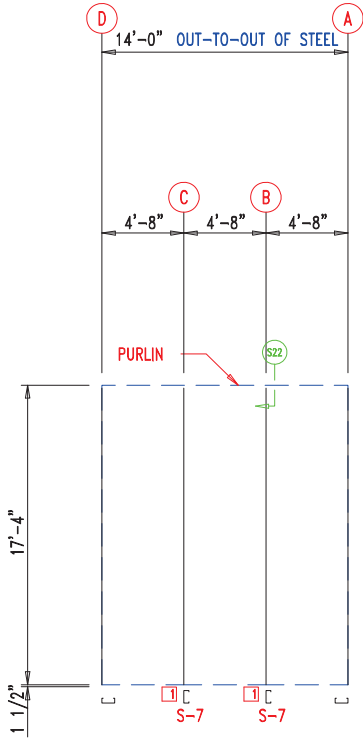 D
A
14'-0" OUT-TO-OUT OF STEEL
C
B
4'-8" 4'-8" 4'-8"
PURLIN
S22
17'-4"
1 1/2"
1
1
S-7
S-7